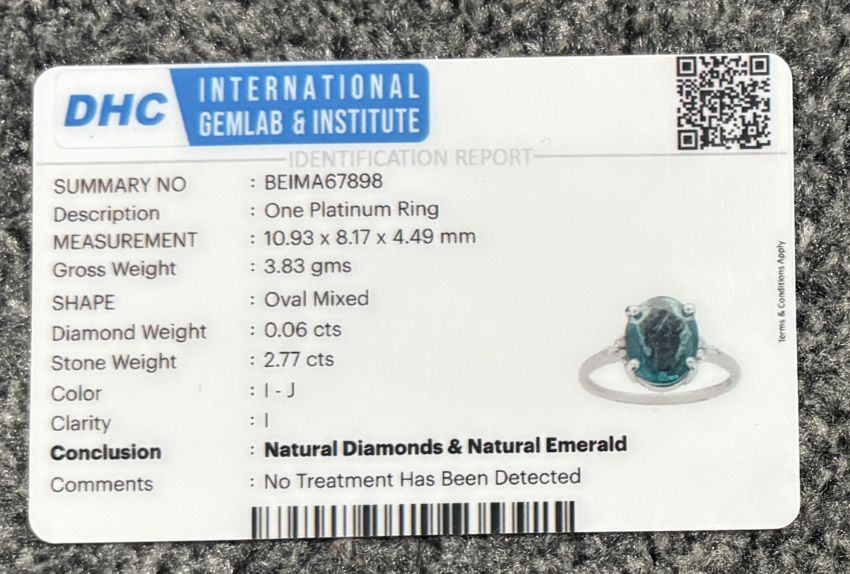 DHC INTERNATIONAL
GEMLAB & INSTITUTE
IDENTIFICATION REPORT
SUMMARY NO : BEIMA67898
Description : One Platinum Ring
MEASUREMENT : 10.93 x 8.17 x 4.49 mm
Gross Weight : 3.83 gms
SHAPE : Oval Mixed
Diamond Weight : 0.06 cts
Stone Weight : 2.77 cts
Color : I - J
Clarity : I
Conclusion : Natural Diamonds & Natural Emerald
Comments : No Treatment Has Been Detected
Terms & Conditions Apply